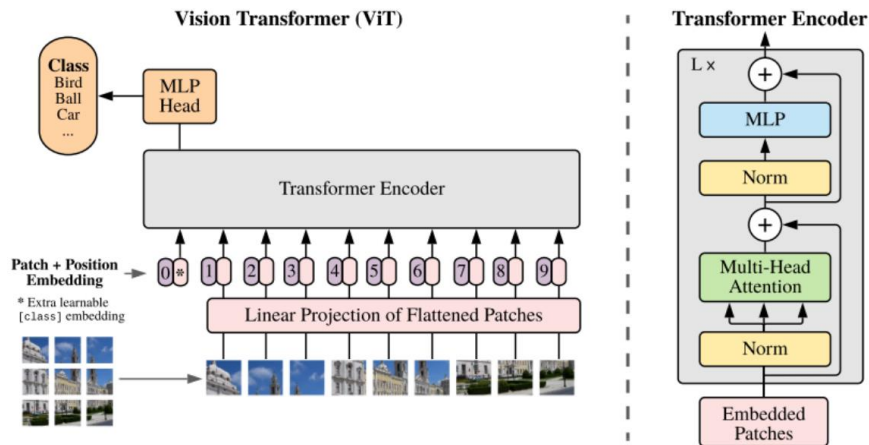 Vision Transformer (ViT)
Class
Bird
Ball
Car
...
MLP
Head
Transformer Encoder
Patch + Position
Embedding
0 * 1 2 3 4 5 6 7 8 9
* Extra learnable
[class] embedding
Linear Projection of Flattened Patches
Transformer Encoder
L ×
+
MLP
Norm
+
Multi-Head
Attention
Norm
Embedded
Patches